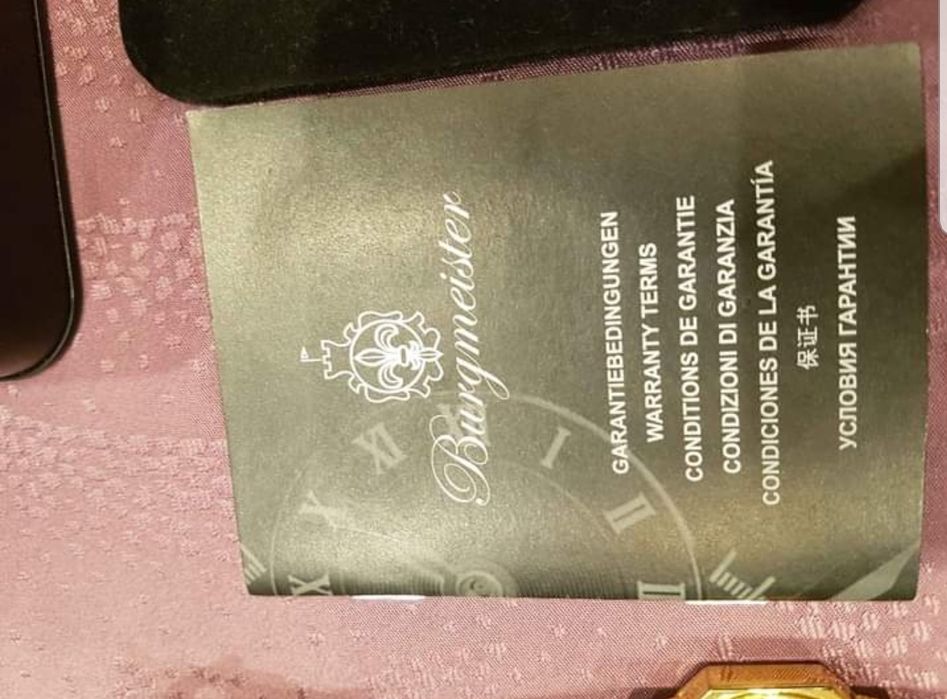 Burgmeister
GARANTIEBEDINGUNGEN
WARRANTY TERMS
CONDITIONS DE GARANTIE
CONDIZIONI DI GARANZIA
CONDICIONES DE LA GARANTÍA
保证书
УСЛОВИЯ ГАРАНТИИ